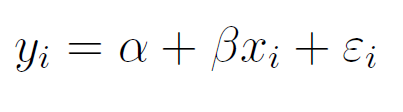 yᵢ = α + βxᵢ + εᵢ